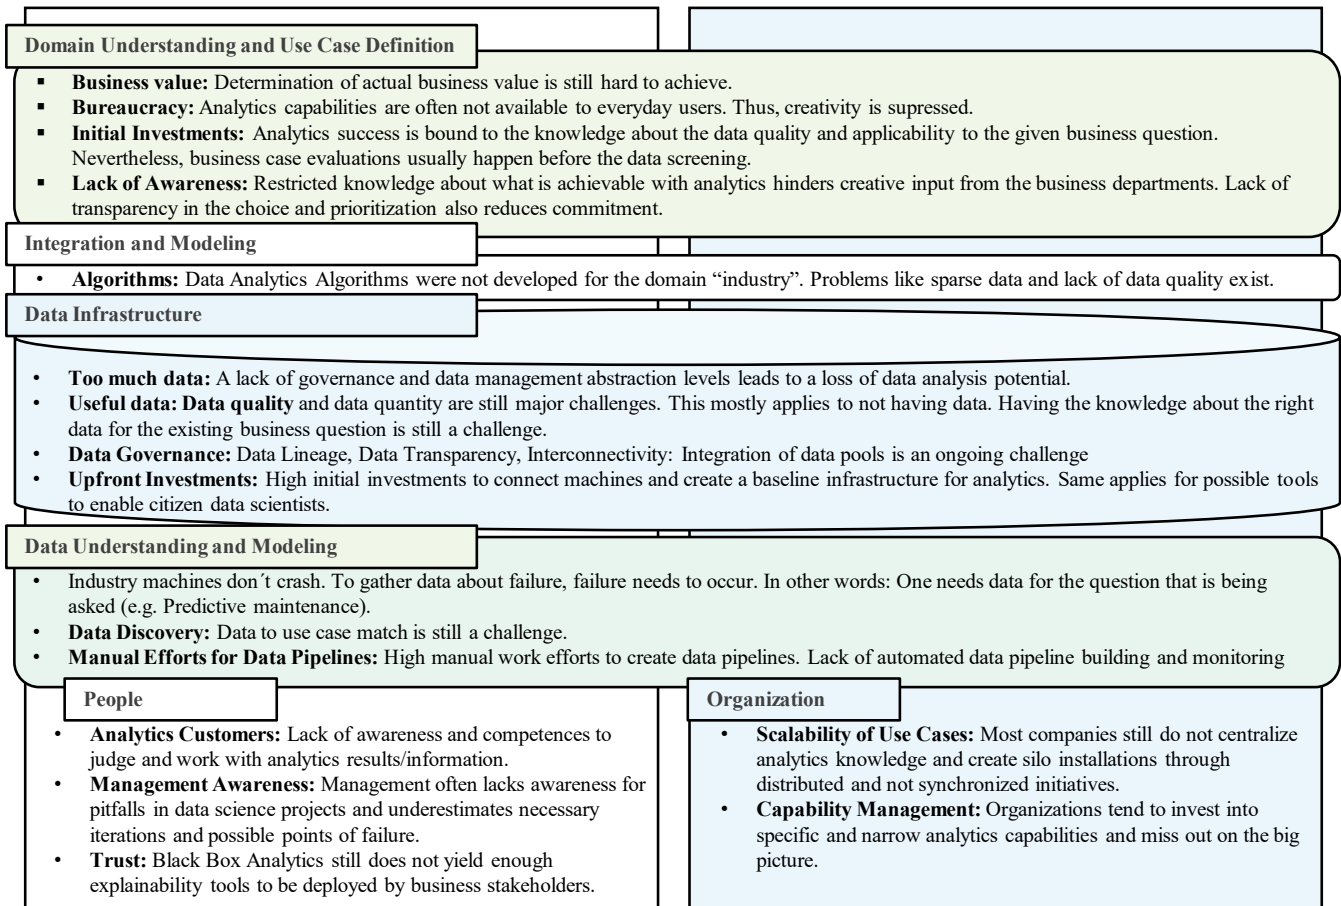 Domain Understanding and Use Case Definition
▪ Business value: Determination of actual business value is still hard to achieve.
▪ Bureaucracy: Analytics capabilities are often not available to everyday users. Thus, creativity is supressed.
▪ Initial Investments: Analytics success is bound to the knowledge about the data quality and applicability to the given business question.
Nevertheless, business case evaluations usually happen before the data screening.
▪ Lack of Awareness: Restricted knowledge about what is achievable with analytics hinders creative input from the business departments. Lack of
transparency in the choice and prioritization also reduces commitment.
Integration and Modeling
• Algorithms: Data Analytics Algorithms were not developed for the domain “industry”. Problems like sparse data and lack of data quality exist.
Data Infrastructure
• Too much data: A lack of governance and data management abstraction levels leads to a loss of data analysis potential.
• Useful data: Data quality and data quantity are still major challenges. This mostly applies to not having data. Having the knowledge about the right
data for the existing business question is still a challenge.
• Data Governance: Data Lineage, Data Transparency, Interconnectivity: Integration of data pools is an ongoing challenge
• Upfront Investments: High initial investments to connect machines and create a baseline infrastructure for analytics. Same applies for possible tools
to enable citizen data scientists.
Data Understanding and Modeling
• Industry machines don´t crash. To gather data about failure, failure needs to occur. In other words: One needs data for the question that is being
asked (e.g. Predictive maintenance).
• Data Discovery: Data to use case match is still a challenge.
• Manual Efforts for Data Pipelines: High manual work efforts to create data pipelines. Lack of automated data pipeline building and monitoring
People
• Analytics Customers: Lack of awareness and competences to
judge and work with analytics results/information.
• Management Awareness: Management often lacks awareness for
pitfalls in data science projects and underestimates necessary
iterations and possible points of failure.
• Trust: Black Box Analytics still does not yield enough
explainability tools to be deployed by business stakeholders.
Organization
• Scalability of Use Cases: Most companies still do not centralize
analytics knowledge and create silo installations through
distributed and not synchronized initiatives.
• Capability Management: Organizations tend to invest into
specific and narrow analytics capabilities and miss out on the big
picture.